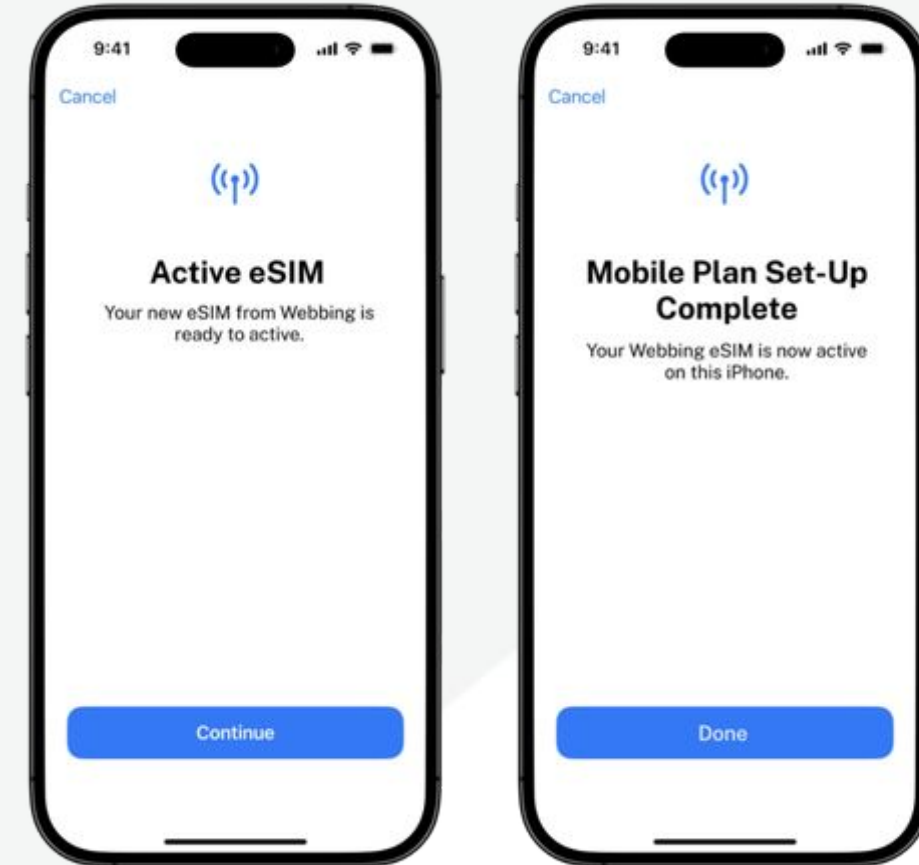 9:41
Cancel
Active eSIM
Your new eSIM from Webbing is
ready to active.
Continue
9:41
Cancel
Mobile Plan Set-Up
Complete
Your Webbing eSIM is now active
on this iPhone.
Done